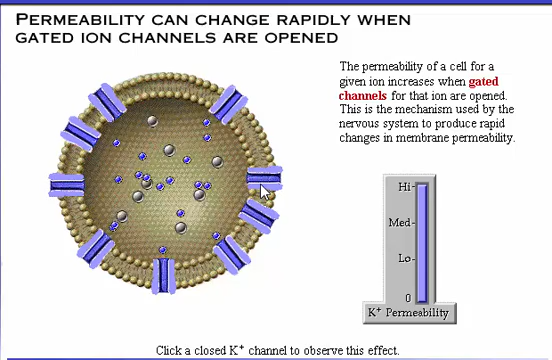 PERMEABILITY CAN CHANGE RAPIDLY WHEN
GATED ION CHANNELS ARE OPENED
The permeability of a cell for a
given ion increases when gated
channels for that ion are opened.
This is the mechanism used by the
nervous system to produce rapid
changes in membrane permeability.
Hi
Med
Lo
0
K⁺ Permeability
Click a closed K⁺ channel to observe this effect.